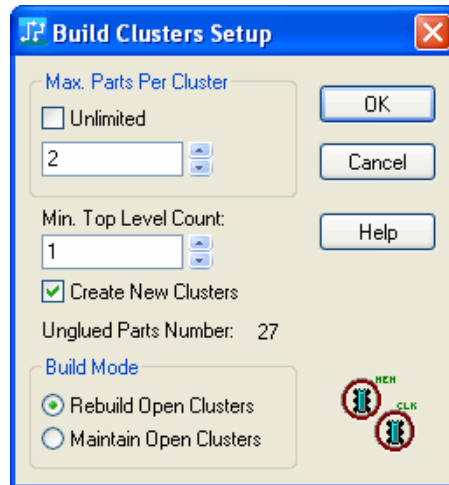 Build Clusters Setup
Max. Parts Per Cluster
Unlimited
2
OK
Cancel
Min. Top Level Count:
1
Help
Create New Clusters
Unglued Parts Number: 27
Build Mode
Rebuild Open Clusters
Maintain Open Clusters
MEM
CLK